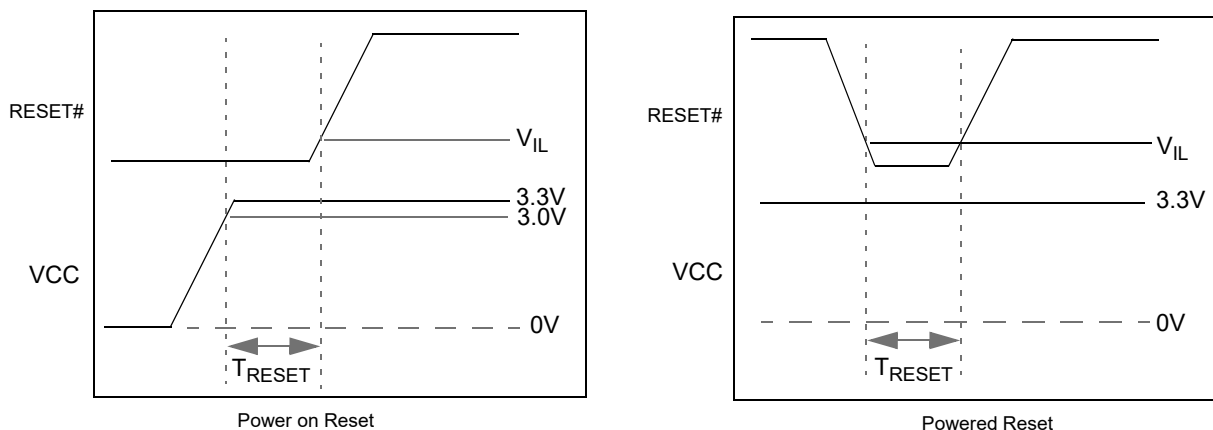 RESET#
V_IL
3.3V
3.0V
VCC
0V
T_RESET
Power on Reset
RESET#
V_IL
3.3V
VCC
0V
T_RESET
Powered Reset